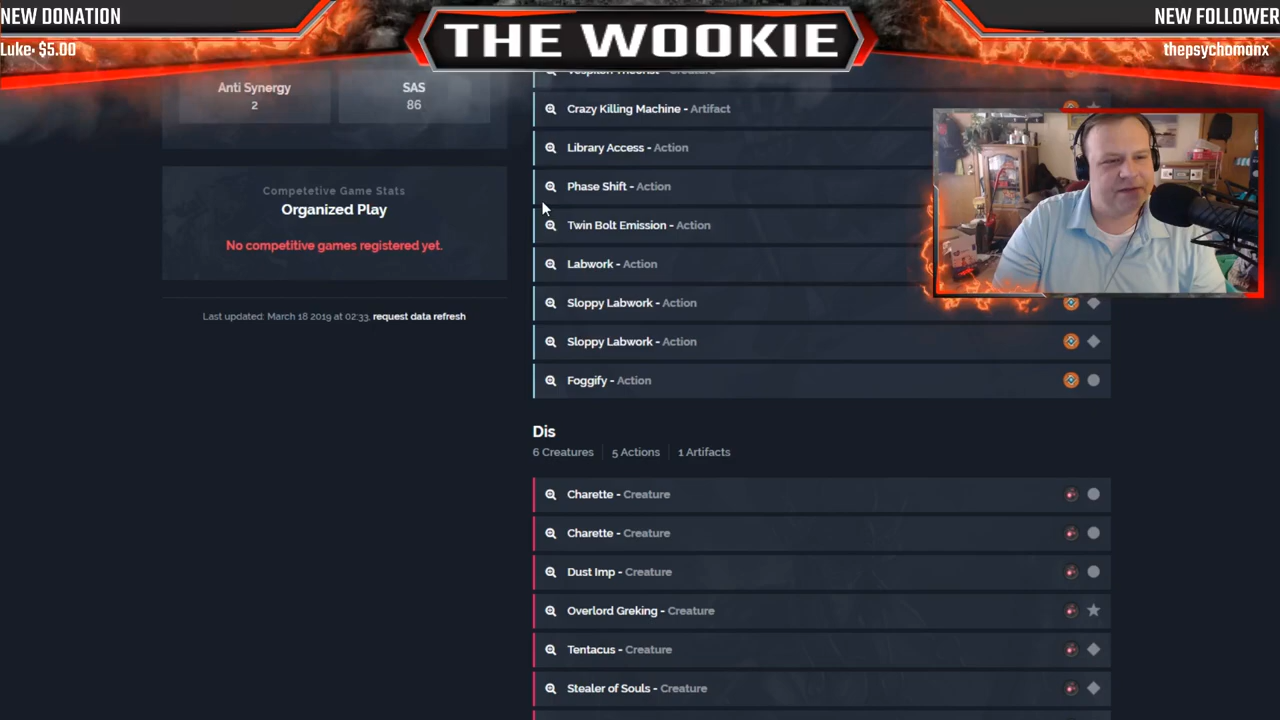 NEW DONATION
Luke• $5.00
THE WOOKIE
NEW FOLLOWER
thepsychomanx
Anti Synergy
2
SAS
86
Competetive Game Stats
Organized Play
No competitive games registered yet.
Last updated: March 18 2019 at 02:33, request data refresh
Crazy Killing Machine - Artifact
Library Access - Action
Phase Shift - Action
Twin Bolt Emission - Action
Labwork - Action
Sloppy Labwork - Action
Sloppy Labwork - Action
Foggify - Action
Dis
6 Creatures
5 Actions
1 Artifacts
Charette - Creature
Charette - Creature
Dust Imp - Creature
Overlord Greking - Creature
Tentacus - Creature
Stealer of Souls - Creature